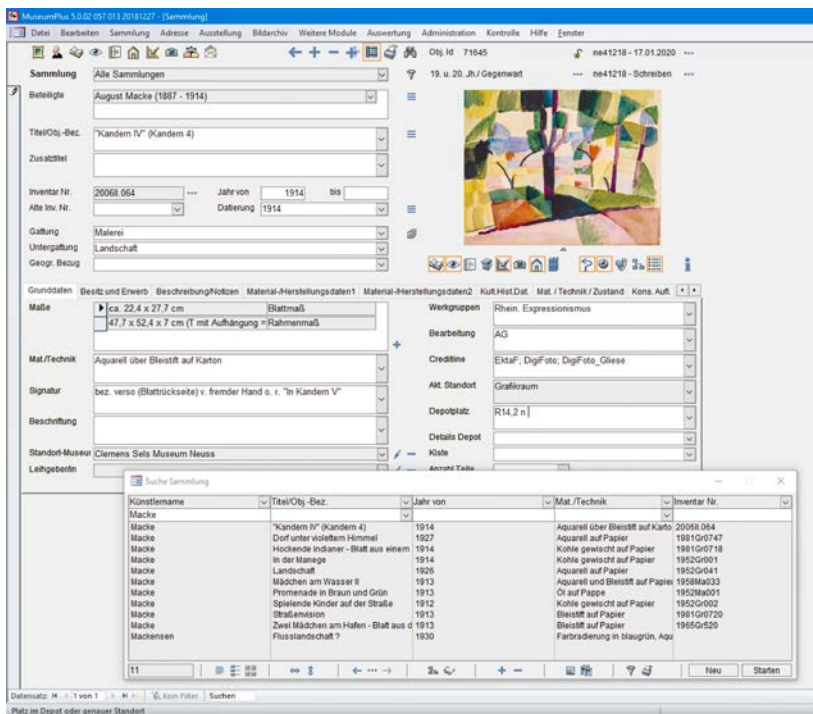 MuseumPlus 5.0.02 057 013 20181227 - [Sammlung]
Datei Bearbeiten Sammlung Adresse Ausstellung Bildarchiv Weitere Module Auswertung Administration Kontrolle Hilfe Fenster
Obj. Id 71645 ne41218 - 17.01.2020 ...
Sammlung Alle Sammlungen 19. u. 20. Jh./ Gegenwart ... ne41218 - Schreiben ...
Beteiligte August Macke (1887 - 1914)
Titel/Obj.-Bez. "Kandern IV" (Kandern 4)
Zusatztitel
Inventar Nr. 2006II.064 ... Jahr von 1914 bis
Alte Inv. Nr. Datierung 1914
Gattung Malerei
Untergattung Landschaft
Geogr. Bezug
Grunddaten Besitz und Erwerb Beschreibung/Notizen Material-/Herstellungsdaten1 Material-/Herstellungsdaten2 Kult.Hist.Dat. Mat. / Technik / Zustand Kons. Aufl.
Maße ca. 22,4 x 27,7 cm Blattmaß Werkgruppen Rhein. Expressionismus
47,7 x 52,4 x 7 cm (T mit Aufhängung = Rahmenmaß
Bearbeitung AG
Mat./Technik Aquarell über Bleistift auf Karton Creditline EktaF; DigiFoto; DigiFoto_Gliese
Signatur bez. verso (Blattrückseite) v. fremder Hand o. r. "In Kandern V" Akt. Standort Grafikraum
Depotplatz R14,2 n
Beschriftung
Details Depot
Standort-Museu Clemens Sels Museum Neuss Kiste
Leihgeber/in Anzahl Teile
Suche Sammlung
Künstlername Titel/Obj.-Bez. Jahr von Mat./Technik Inventar Nr.
Macke
Macke "Kandern IV" (Kandern 4) 1914 Aquarell über Bleistift auf Karto 2006II.064
Macke Dorf unter violettem Himmel 1927 Aquarell auf Papier 1981Gr0747
Macke Hockende Indianer - Blatt aus einem 1914 Kohle gewischt auf Papier 1981Gr0718
Macke In der Manege 1914 Kohle gewischt auf Papier 1952Gr001
Macke Landschaft 1926 Aquarell auf Papier 1952Gr041
Macke Mädchen am Wasser II 1913 Aquarell und Bleistift auf Papier 1958Ma033
Macke Promenade in Braun und Grün 1913 Öl auf Pappe 1952Ma001
Macke Spielende Kinder auf der Straße 1912 Kohle gewischt auf Papier 1952Gr002
Macke Straßenvision 1913 Bleistift auf Papier 1981Gr0720
Macke Zwei Mädchen am Hafen - Blatt aus d 1913 Bleistift auf Papier 1965Gr520
Mackensen Flusslandschaft ? 1930 Farbradierung in blaugrün, Aqu
11 Neu Starten
Datensatz: 1 von 1 Kein Filter Suchen
Platz im Depot oder genauer Standort